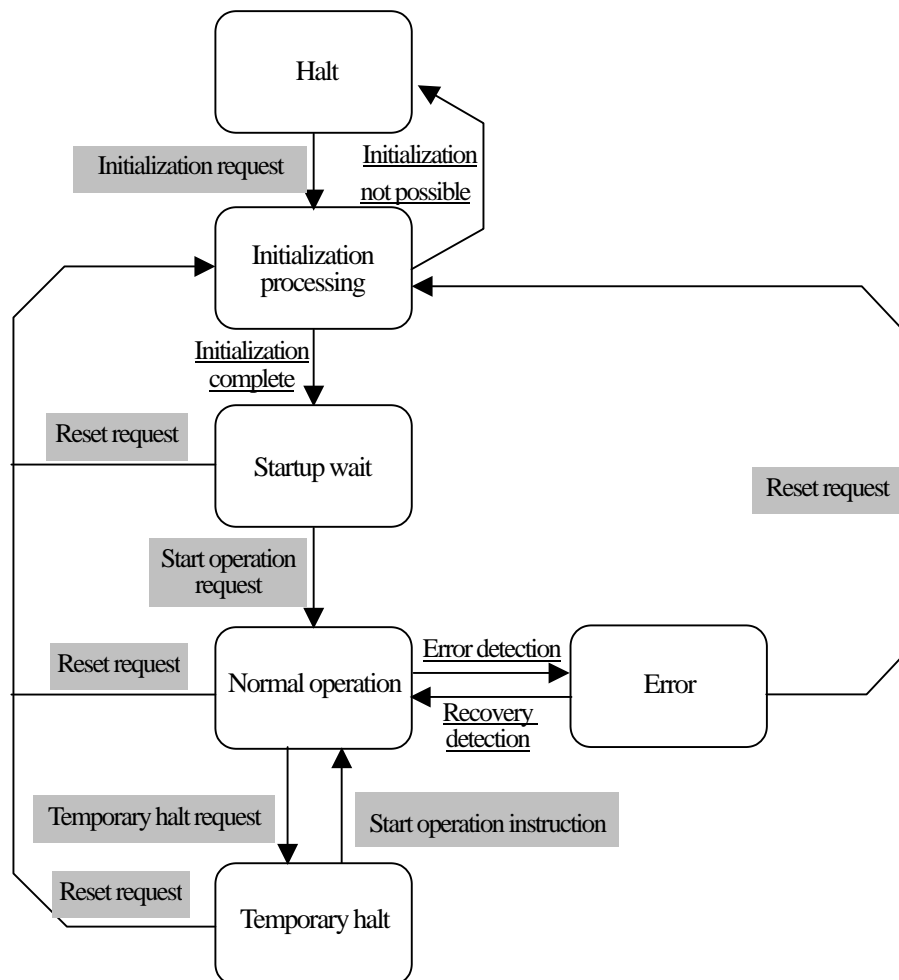 Halt
Initialization request
Initialization
not possible
Initialization
processing
Initialization
complete
Reset request
Startup wait
Reset request
Start operation
request
Reset request
Normal operation
Error detection
Error
Recovery
detection
Temporary halt request
Start operation instruction
Reset request
Temporary halt